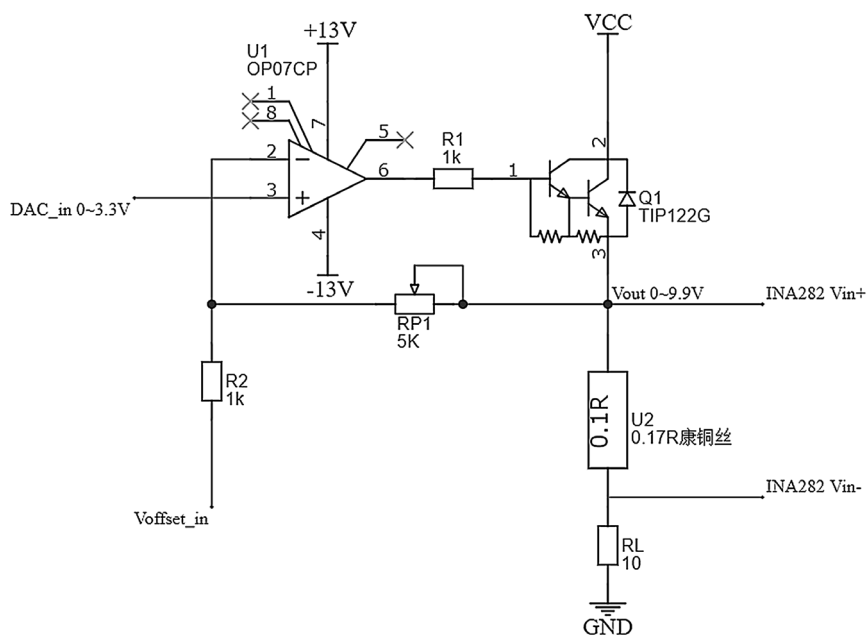 +13V
VCC
U1
OP07CP
1
8
7
5
2
6
3
4
R1
1k
1
2
3
Q1
TIP122G
DAC_in 0~3.3V
-13V
Vout 0~9.9V
INA282 Vin+
RP1
5K
R2
1k
0.1R
U2
0.17R康铜丝
Voffset_in
INA282 Vin-
RL
10
GND